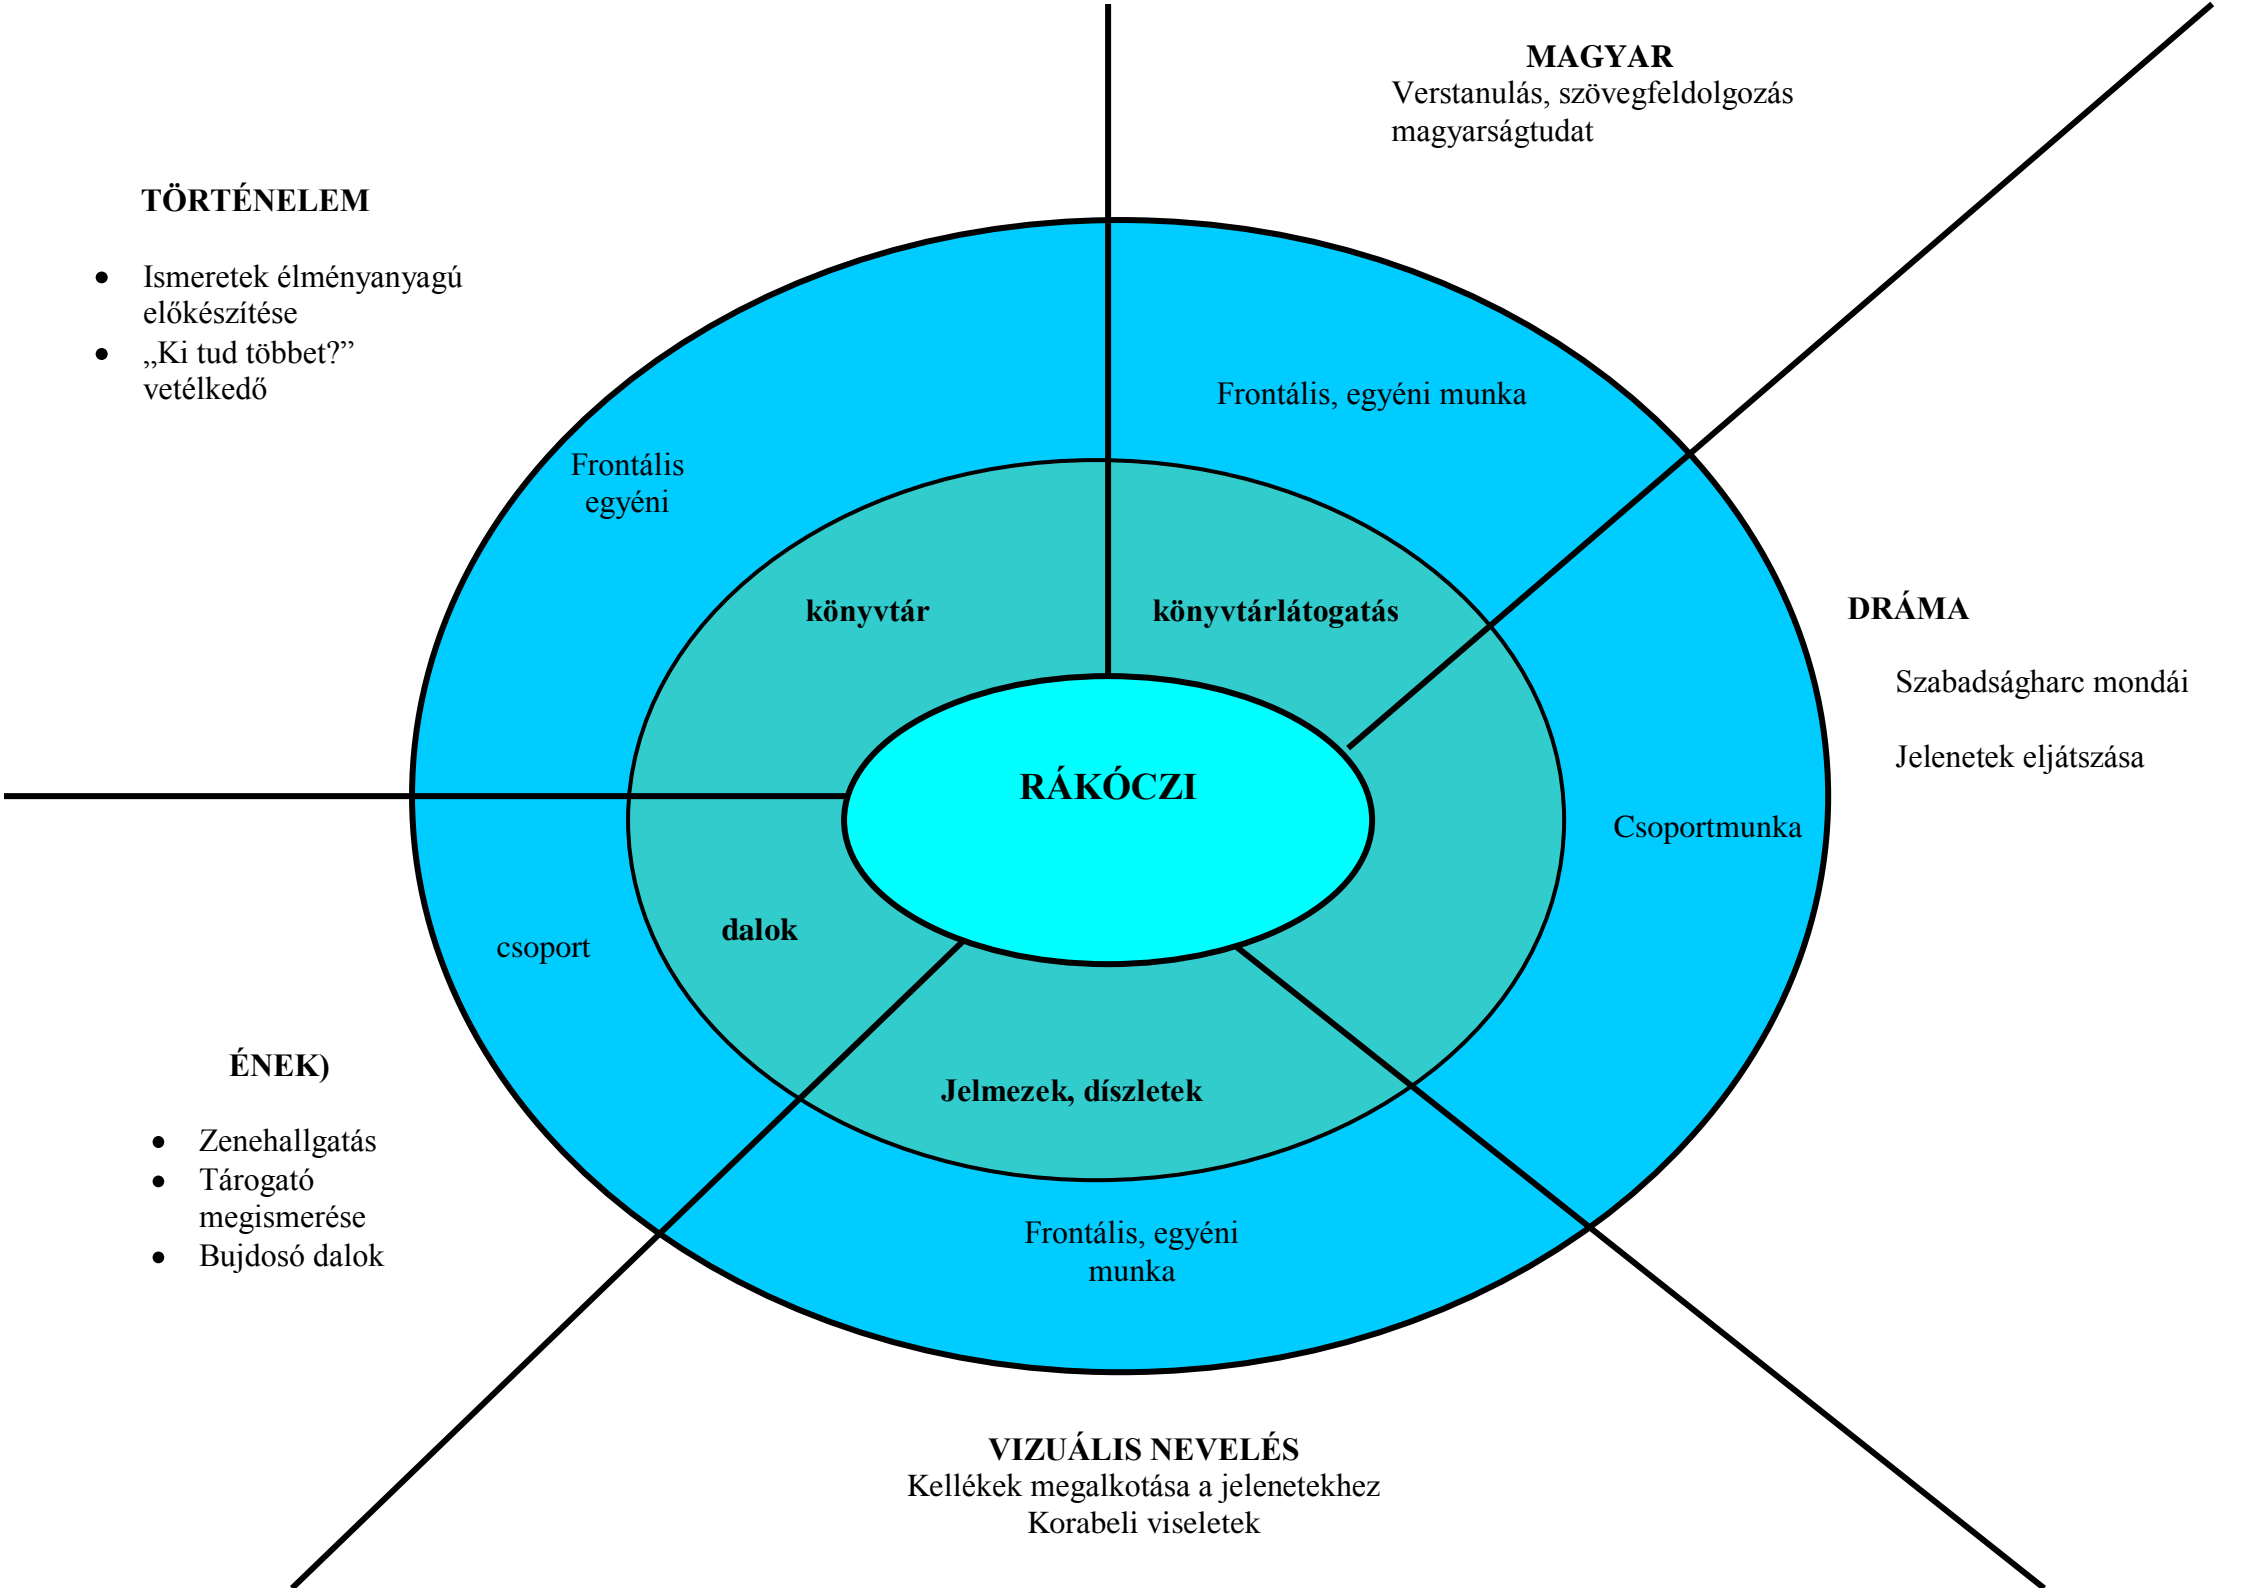 MAGYAR
Verstanulás, szövegfeldolgozás
magyarságtudat
TÖRTÉNELEM
• Ismeretek élményanyagú
előkészítése
• „Ki tud többet?”
vetélkedő
Frontális, egyéni munka
Frontális
egyéni
könyvtár
könyvtárlátogatás
DRÁMA
Szabadságharc mondái
Jelenetek eljátszása
RÁKÓCZI
Csoportmunka
dalok
csoport
ÉNEK)
• Zenehallgatás
• Tárogató
megismerése
• Bujdosó dalok
Jelmezek, díszletek
Frontális, egyéni
munka
VIZUÁLIS NEVELÉS
Kellékek megalkotása a jelenetekhez
Korabeli viseletek